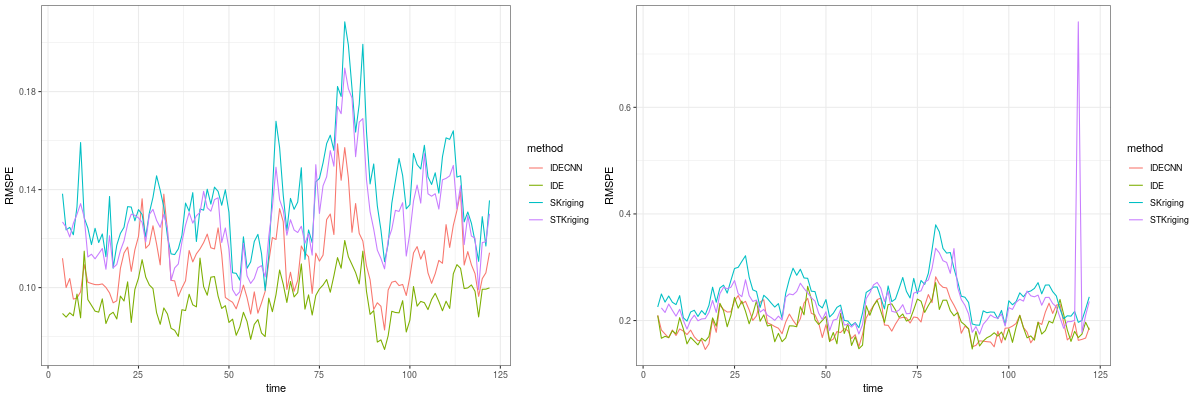 RMSPE
0.18
0.14
0.10
0
25
50
75
100
125
time
method
IDECNN
IDE
SKriging
STKriging
RMSPE
0.6
0.4
0.2
0
25
50
75
100
125
time
method
IDECNN
IDE
SKriging
STKriging